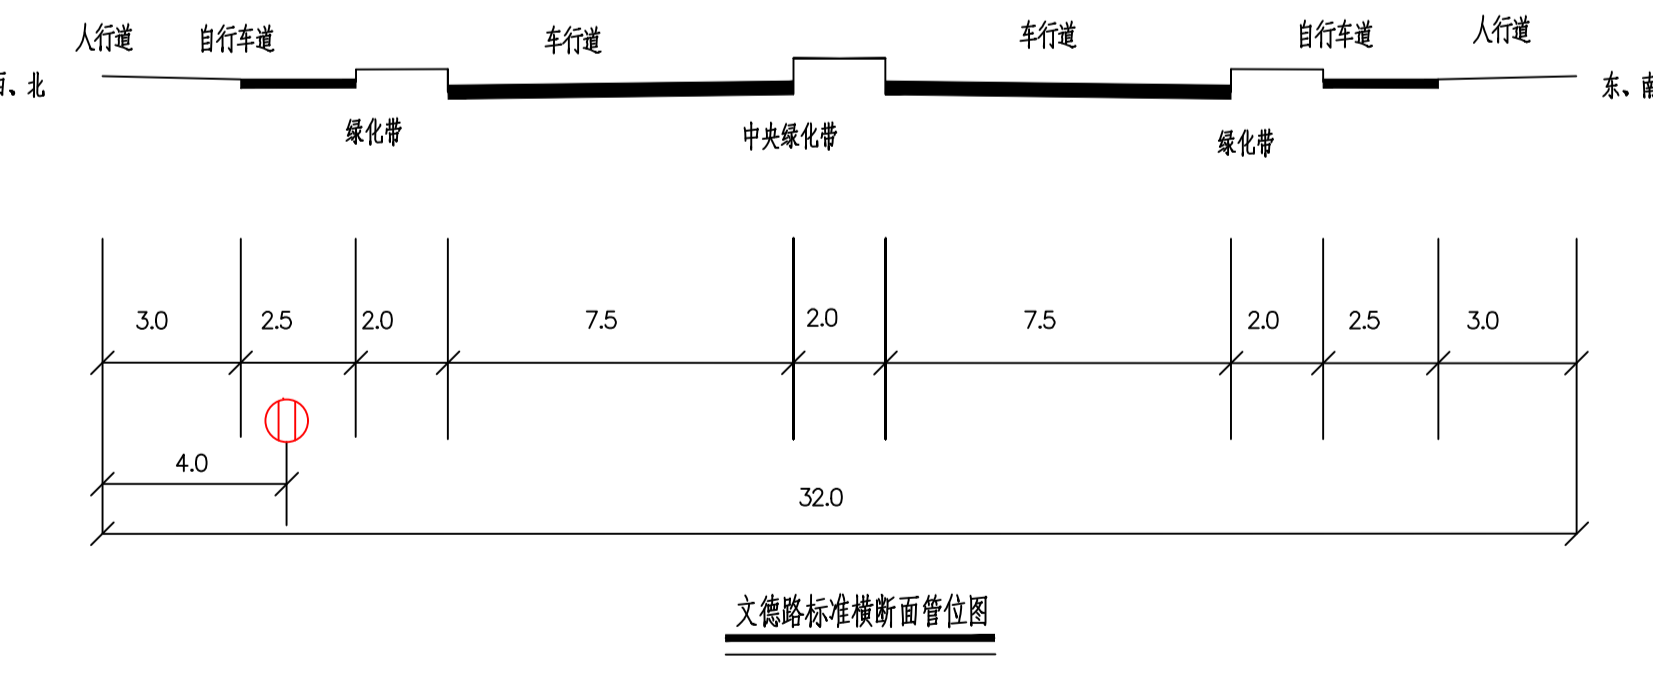 人行道 自行车道 车行道 车行道 自行车道 人行道
西、北 东、南
绿化带 中央绿化带 绿化带
3.0 2.5 2.0 7.5 2.0 7.5 2.0 2.5 3.0
4.0
32.0
文德路标准横断面管位图